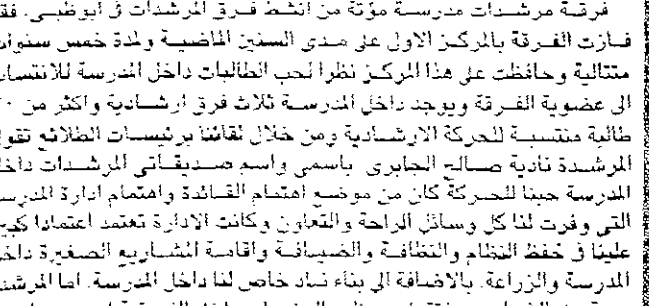 فرقة مرشدات مدرسة مؤتة من انشط فرق المرشدات في ابوظبي. فقد
فازت الفرقة بالمركز الاول على مدى السنين الماضية ولمدة خمس سنوات
متتالية وحافظت على هذا المركز نظرا لحب الطالبات داخل المدرسة للانتساب
الى عضوية الفرقة ويوجد داخل المدرسة ثلاث فرق ارشادية واكثر من
طالبة منتسبة للحركة الارشادية ومن خلال لقائنا برئيسات الطلائع تقول
المرشدة نادية صالح الجابري باسمي واسم صديقاتي المرشدات داخل
المدرسة حبنا للحركة كان من موضع اهتمام القائدة واهتمام ادارة المدرسة
التي وفرت لنا كل وسائل الراحة والتعاون وكانت الادارة تعتمد اعتمادا كبيرا
علينا في حفظ النظام والنظافة والضيافة واقامة المشاريع الصغيرة داخل
المدرسة والزراعة. بالاضافة الي بناء ناد خاص لنا داخل المدرسة. اما المرشدة